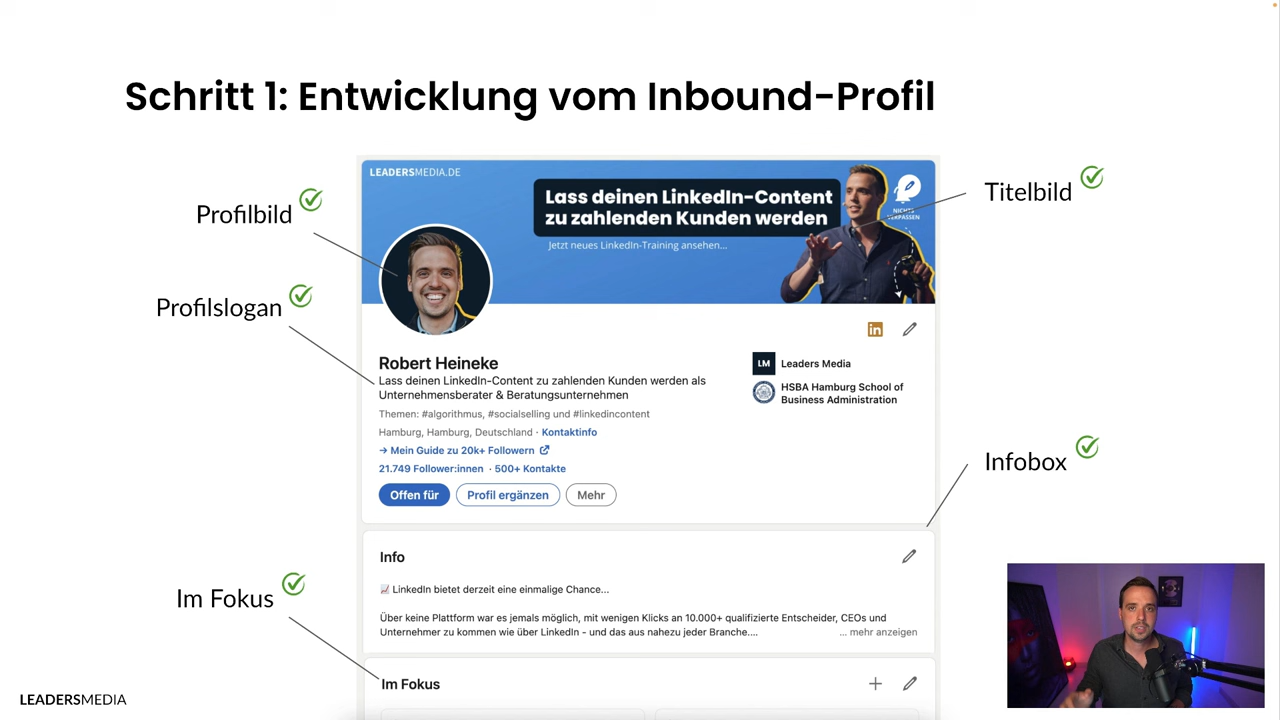 Schritt 1: Entwicklung vom Inbound-Profil
Profilbild
Profilslogan
Im Fokus
Titelbild
Infobox
LEADERSMEDIA.DE
Lass deinen LinkedIn-Content
zu zahlenden Kunden werden
Jetzt neues LinkedIn-Training ansehen...
NICHTS
VERPASSEN
in
Robert Heineke
Lass deinen LinkedIn-Content zu zahlenden Kunden werden als
Unternehmensberater & Beratungsunternehmen
Themen: #algorithmus, #socialselling und #linkedincontent
Hamburg, Hamburg, Deutschland · Kontaktinfo
→ Mein Guide zu 20k+ Followern
21.749 Follower:innen · 500+ Kontakte
Offen für
Profil ergänzen
Mehr
LM
Leaders Media
HSBA Hamburg School of
Business Administration
Info
📈 LinkedIn bietet derzeit eine einmalige Chance...
Über keine Plattform war es jemals möglich, mit wenigen Klicks an 10.000+ qualifizierte Entscheider, CEOs und
Unternehmer zu kommen wie über LinkedIn - und das aus nahezu jeder Branche.... ... mehr anzeigen
Im Fokus
LEADERSMEDIA